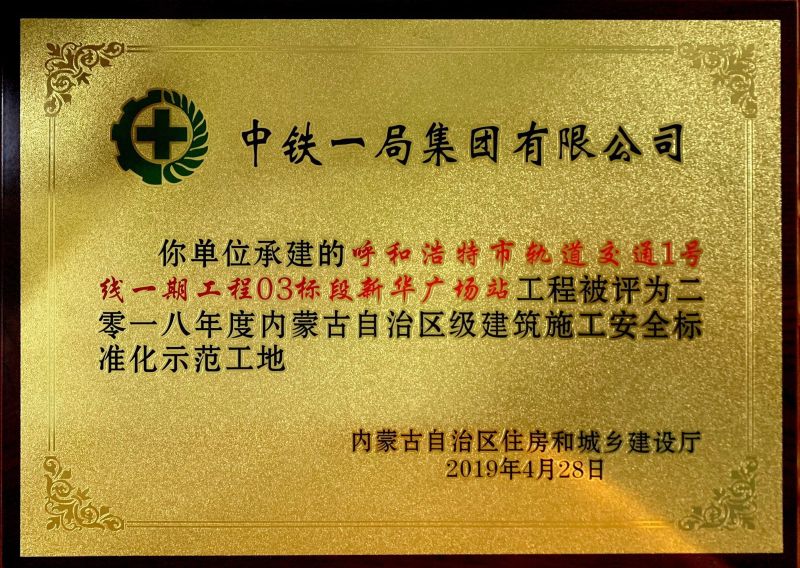 中铁一局集团有限公司
你单位承建的呼和浩特市轨道交通1号
线一期工程03标段新华广场站工程被评为二
零一八年度内蒙古自治区级建筑施工安全标
准化示范工地
内蒙古自治区住房和城乡建设厅
2019年4月28日